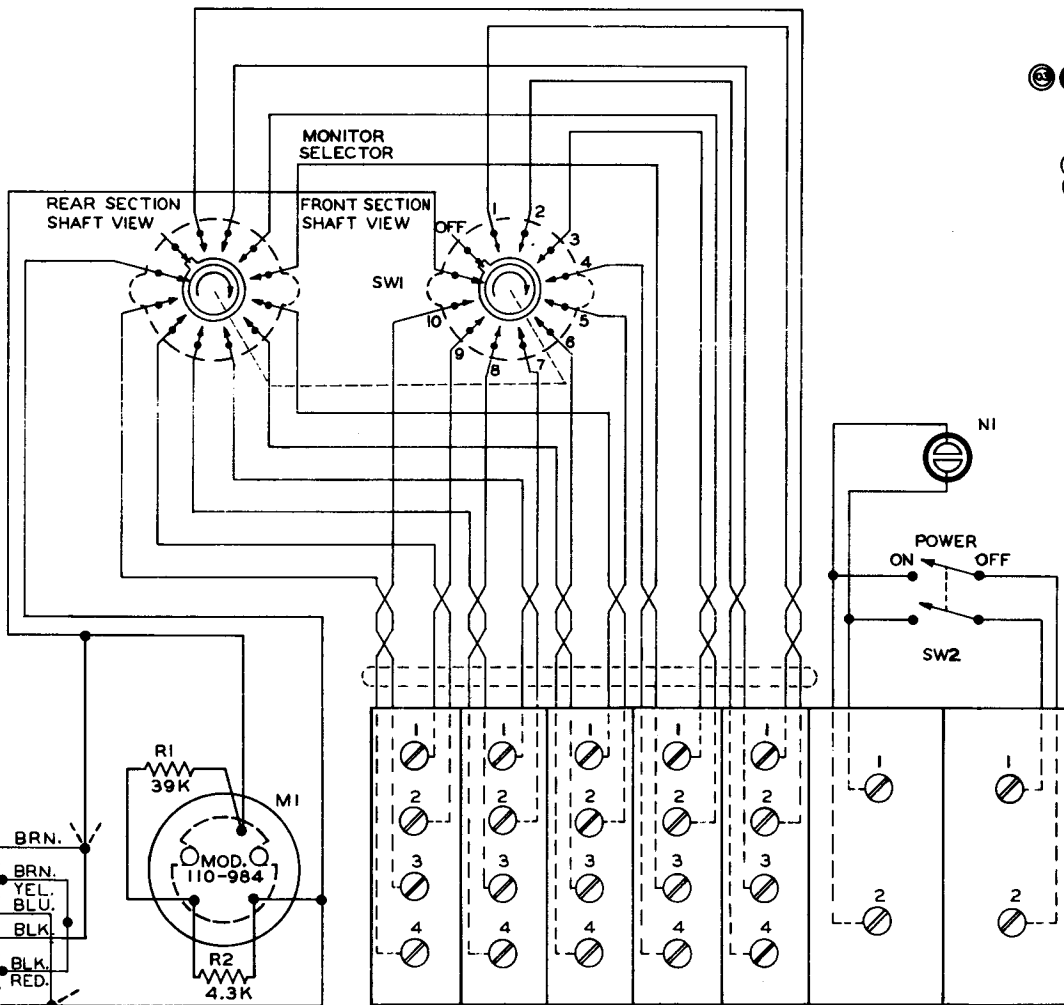 63
MONITOR
SELECTOR
REAR SECTION
SHAFT VIEW
FRONT SECTION
SHAFT VIEW
1
2
OFF
3
4
SW1
10
5
9
6
8
7
N1
POWER
ON
OFF
SW2
R1
39K
M1
MOD.
110-984
R2
4.3K
BRN.
BRN.
YEL.
BLU.
BLK
BLK.
RED.
1
1
1
1
1
1
1
2
2
2
2
2
3
3
3
3
3
2
2
4
4
4
4
4